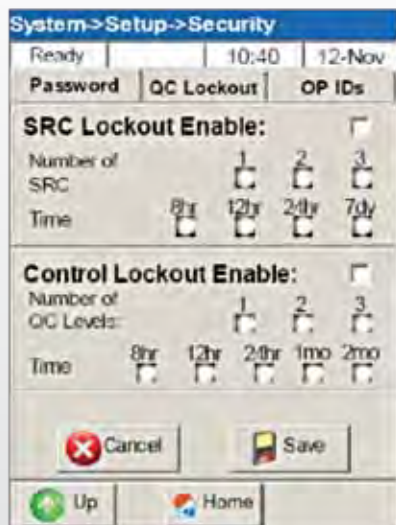 System->Setup->Security
Ready 10:40 12-Nov
Password QC Lockout OP IDs
SRC Lockout Enable:
Number of 1 2 3
SRC
Time 8hr 12hr 24hr 7dy
Control Lockout Enable:
Number of 1 2 3
QC Levels:
Time 8hr 12hr 24hr 1mo 2mo
Cancel Save
Up Home